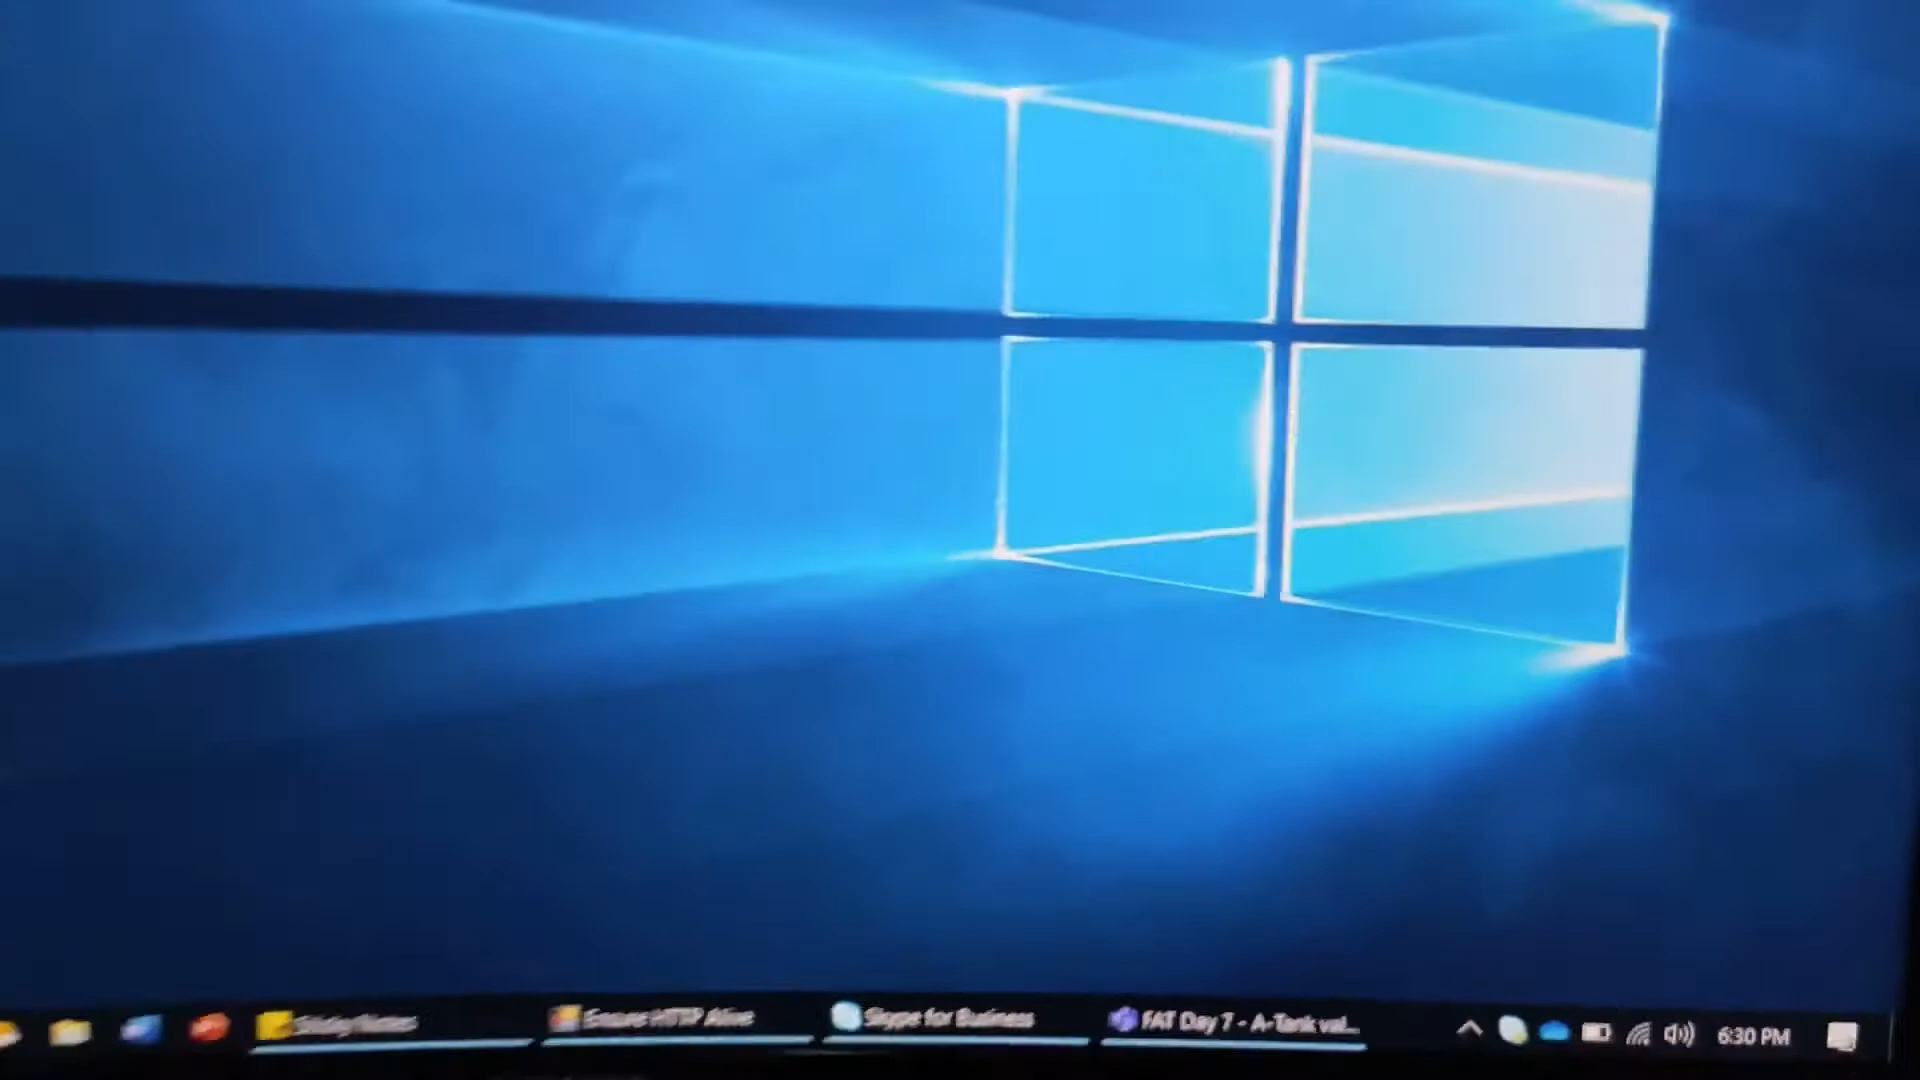 Sticky Notes
Ensure HTTP Alive
Skype for Business
FAT Day 7 - A-Tank val...
6:30 PM